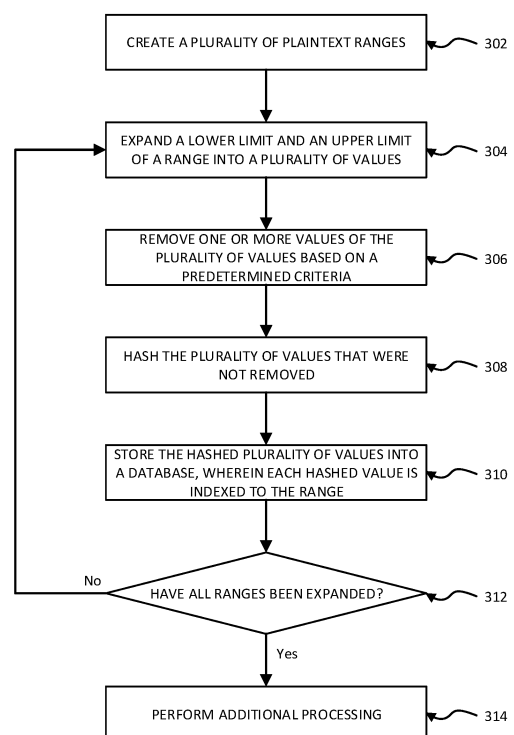 CREATE A PLURALITY OF PLAINTEXT RANGES
302
EXPAND A LOWER LIMIT AND AN UPPER LIMIT
OF A RANGE INTO A PLURALITY OF VALUES
304
REMOVE ONE OR MORE VALUES OF THE
PLURALITY OF VALUES BASED ON A
PREDETERMINED CRITERIA
306
HASH THE PLURALITY OF VALUES THAT WERE
NOT REMOVED
308
STORE THE HASHED PLURALITY OF VALUES INTO
A DATABASE, WHEREIN EACH HASHED VALUE IS
INDEXED TO THE RANGE
310
No
HAVE ALL RANGES BEEN EXPANDED?
312
Yes
PERFORM ADDITIONAL PROCESSING
314